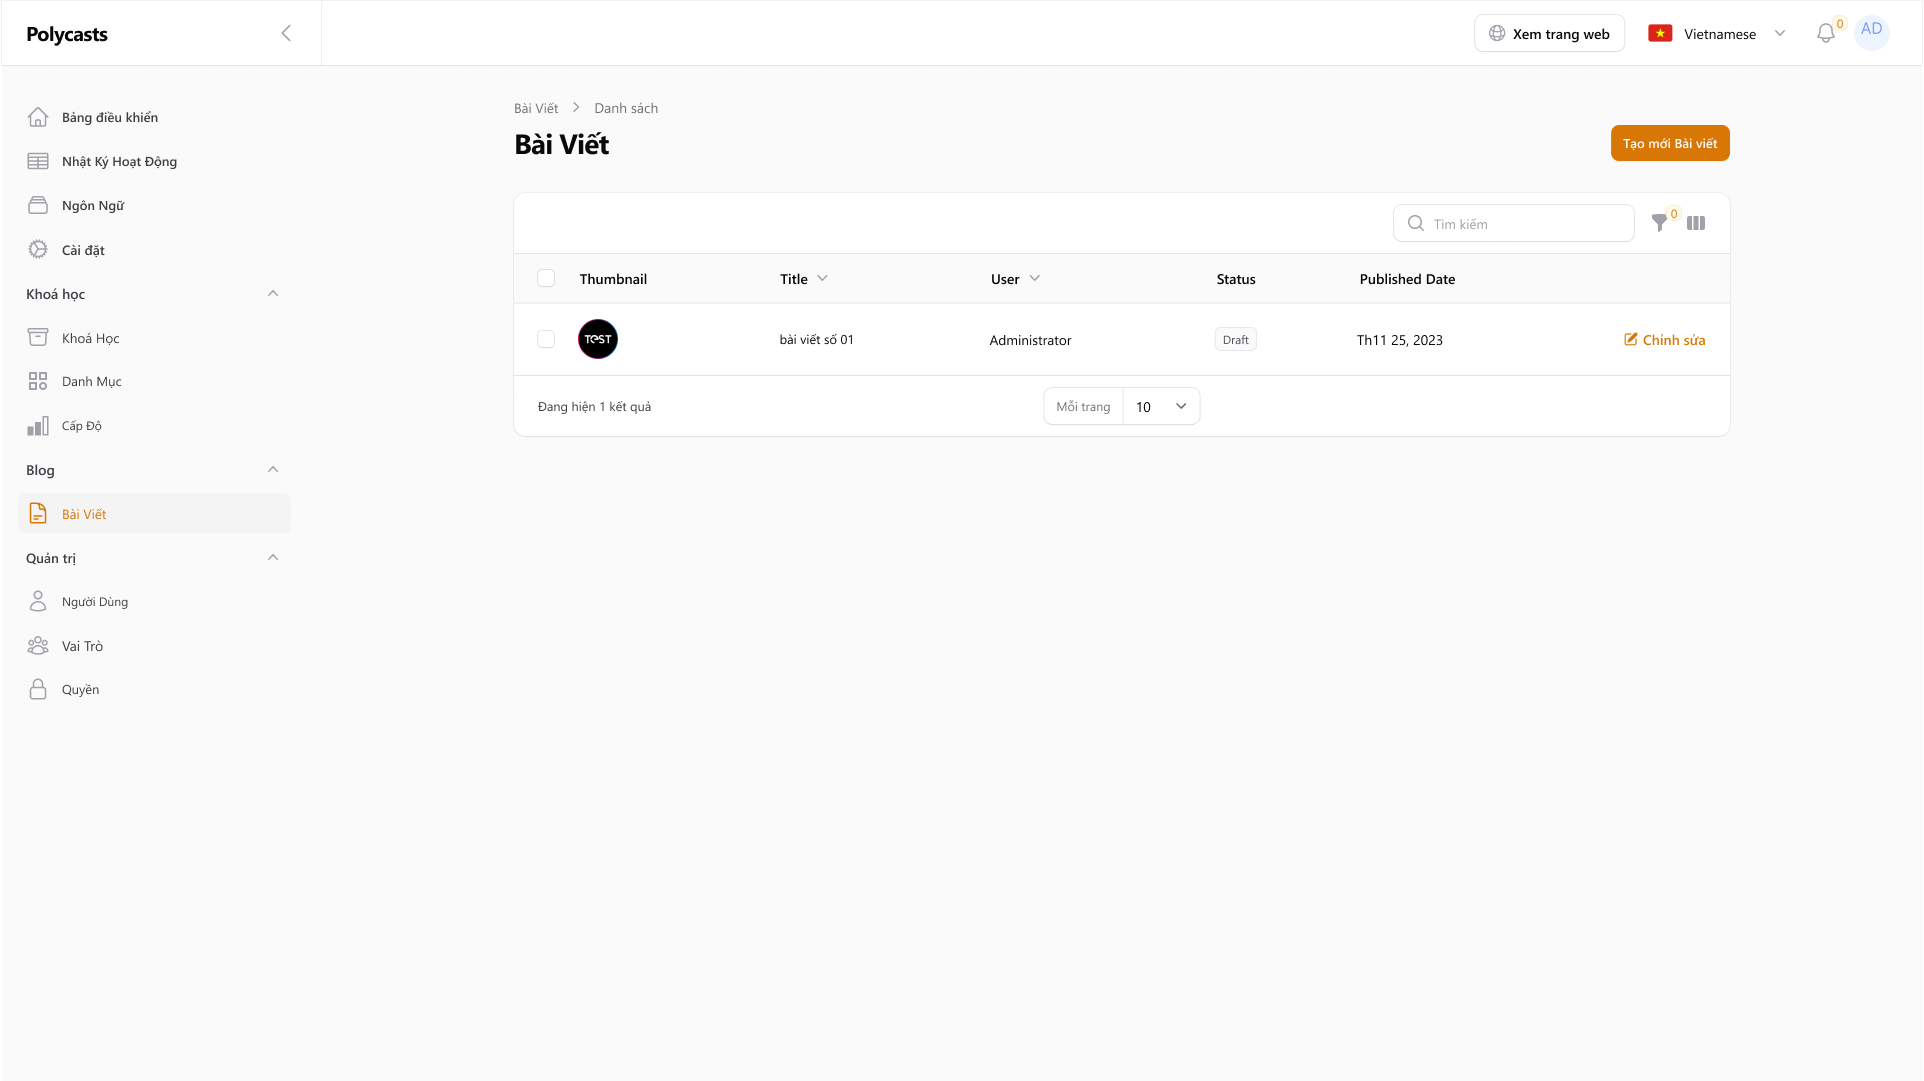 Polycasts
Xem trang web
Vietnamese
0
AD
Bảng điều khiển
Nhật Ký Hoạt Động
Ngôn Ngữ
Cài đặt
Khoá học
Khoá Học
Danh Mục
Cấp Độ
Blog
Bài Viết
Quản trị
Người Dùng
Vai Trò
Quyền
Bài Viết > Danh sách
Bài Viết
Tạo mới Bài viết
Tìm kiếm
0
Thumbnail Title User Status Published Date
TEST bài viết số 01 Administrator Draft Th11 25, 2023 Chỉnh sửa
Đang hiện 1 kết quả
Mỗi trang 10